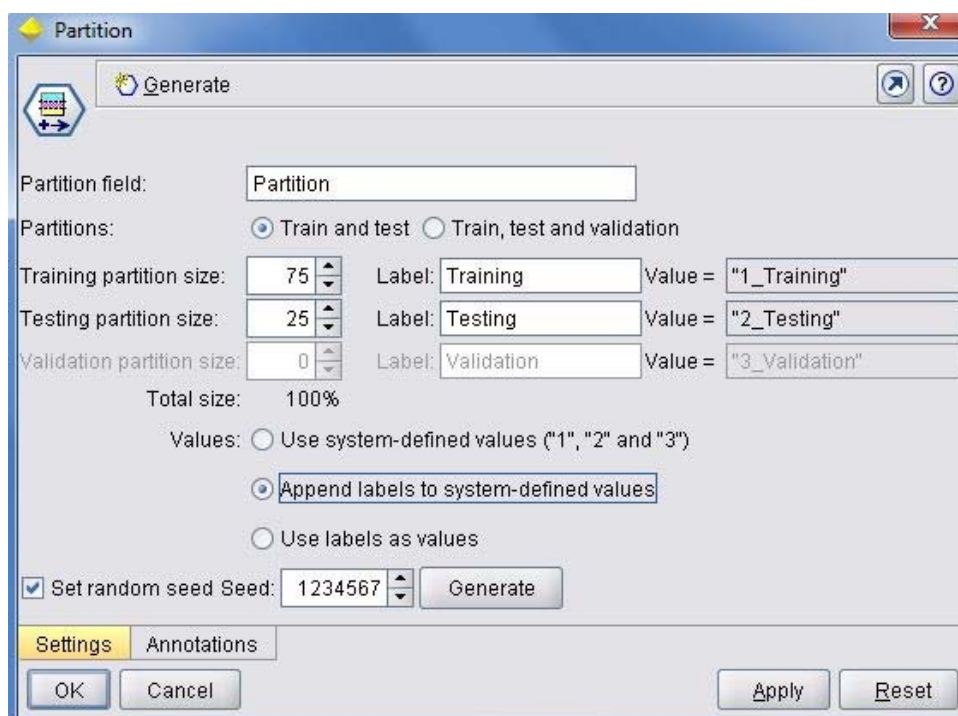 Partition
Generate
Partition field: Partition
Partitions: Train and test Train, test and validation
Training partition size: 75 Label: Training Value = "1_Training"
Testing partition size: 25 Label: Testing Value = "2_Testing"
Validation partition size: 0 Label: Validation Value = "3_Validation"
Total size: 100%
Values: Use system-defined values ("1", "2" and "3")
Append labels to system-defined values
Use labels as values
Set random seed Seed: 1234567 Generate
Settings Annotations
OK Cancel Apply Reset